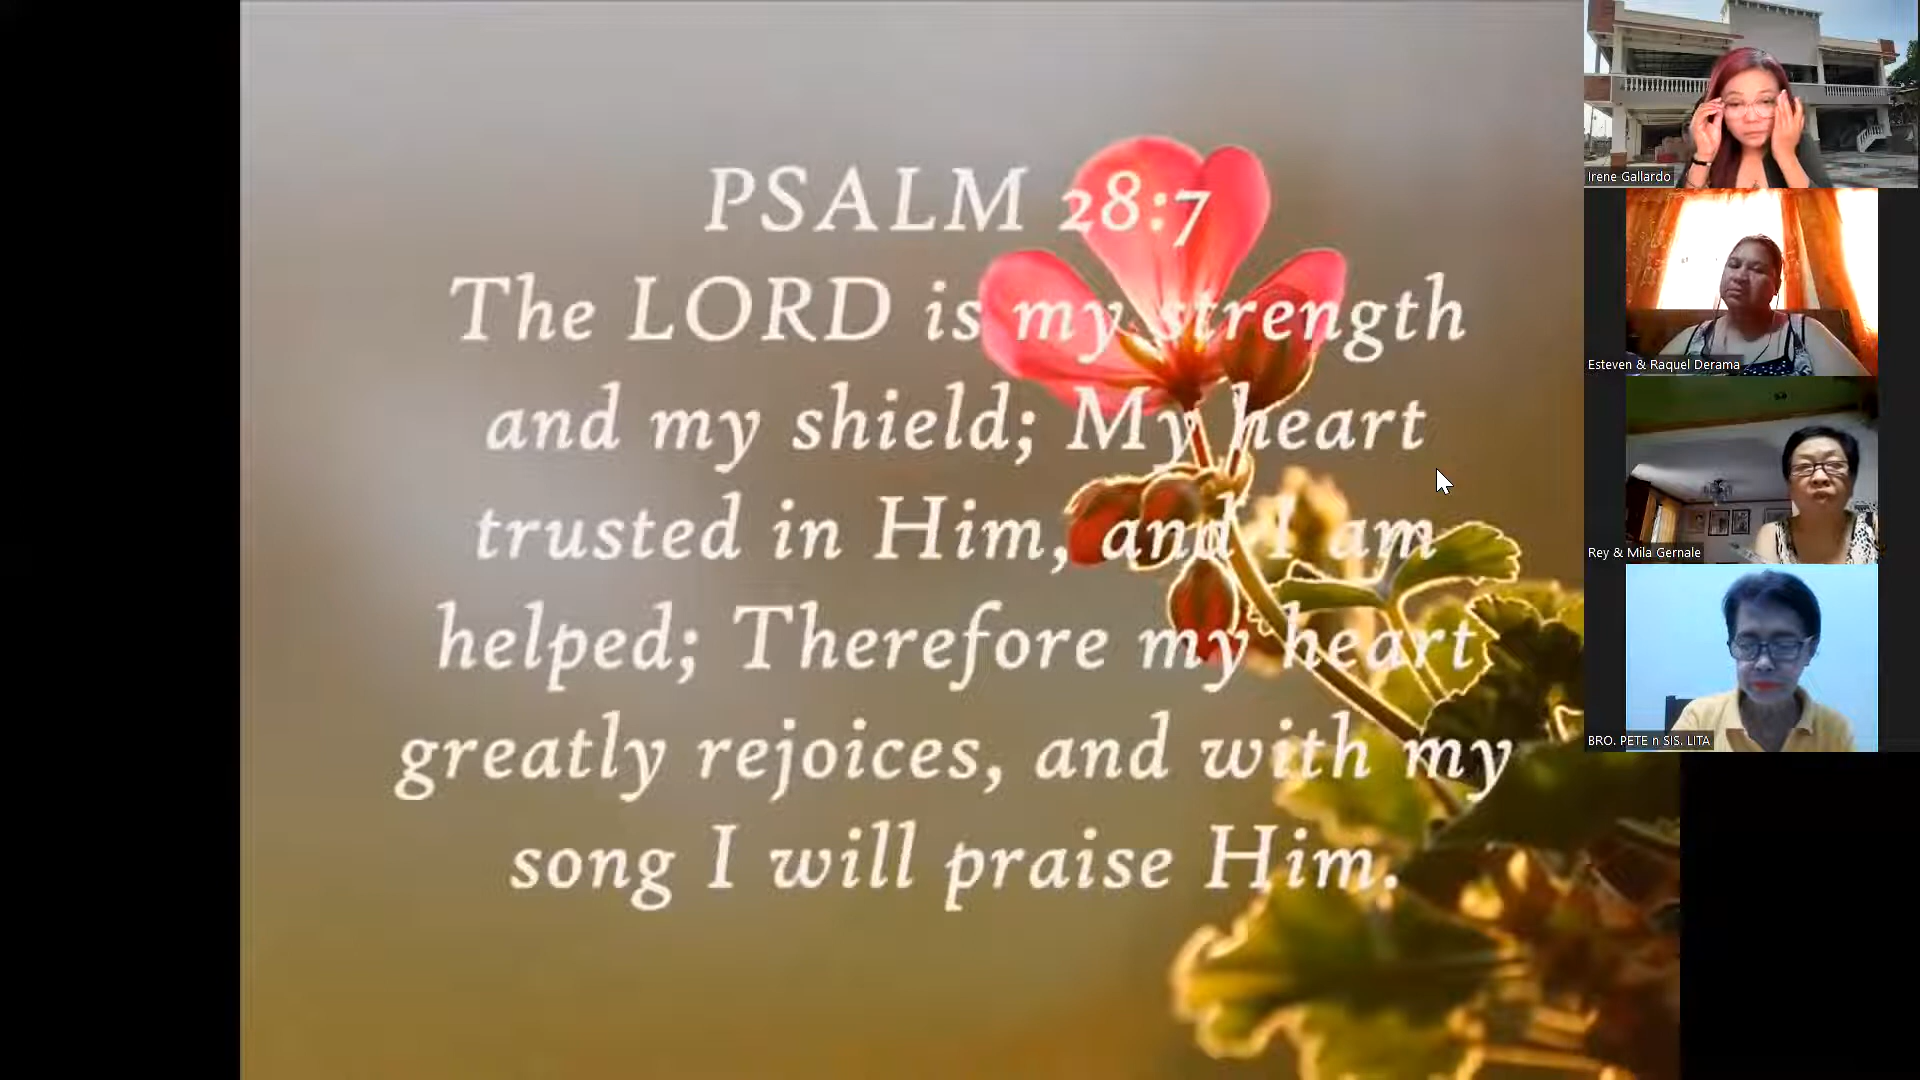 PSALM 28:7
The LORD is my strength
and my shield; My heart
trusted in Him, and I am
helped; Therefore my heart
greatly rejoices, and with my
song I will praise Him.
Irene Gallardo
Esteven & Raquel Derama
Rey & Mila Gernale
BRO. PETE n SIS. LITA